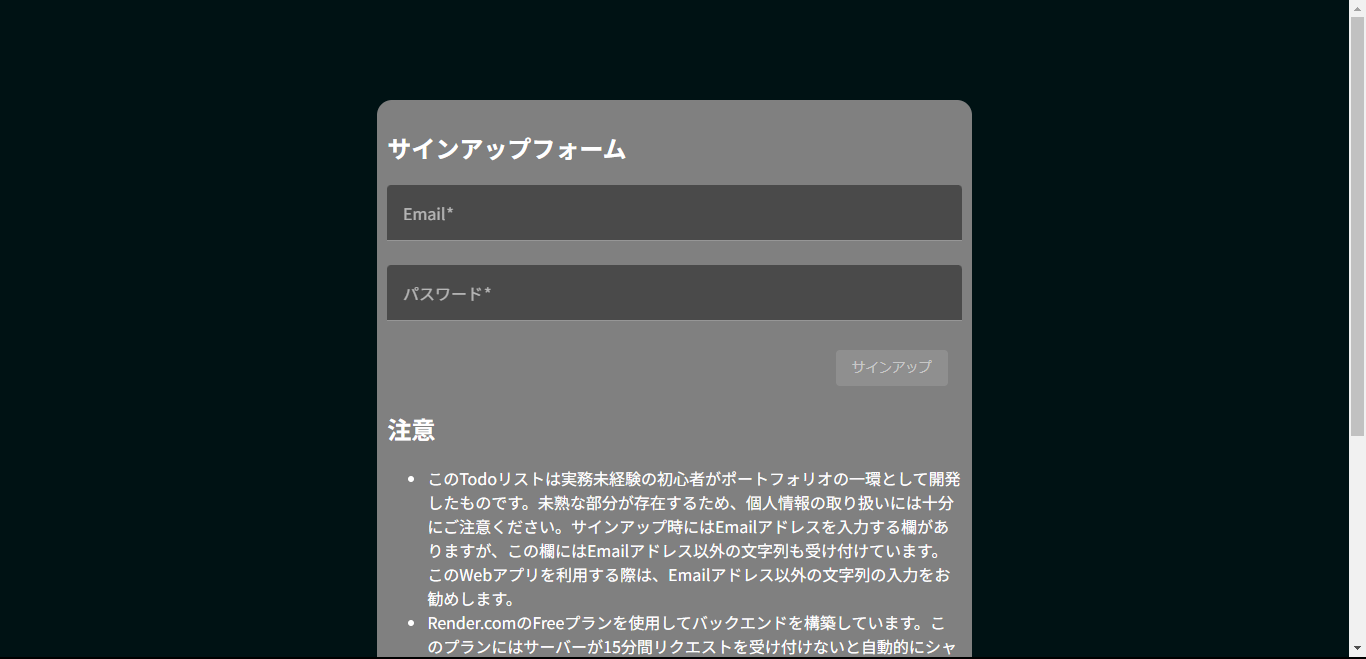 サインアップフォーム
Email*
パスワード*
サインアップ
注意
このTodoリストは実務未経験の初心者がポートフォリオの一環として開発
したものです。未熟な部分が存在するため、個人情報の取り扱いには十分
にご注意ください。サインアップ時にはEmailアドレスを入力する欄があ
りますが、この欄にはEmailアドレス以外の文字列も受け付けています。
このWebアプリを利用する際は、Emailアドレス以外の文字列の入力をお
勧めします。
Render.comのFreeプランを使用してバックエンドを構築しています。こ
のプランにはサーバーが15分間リクエストを受け付けないと自動的にシャ